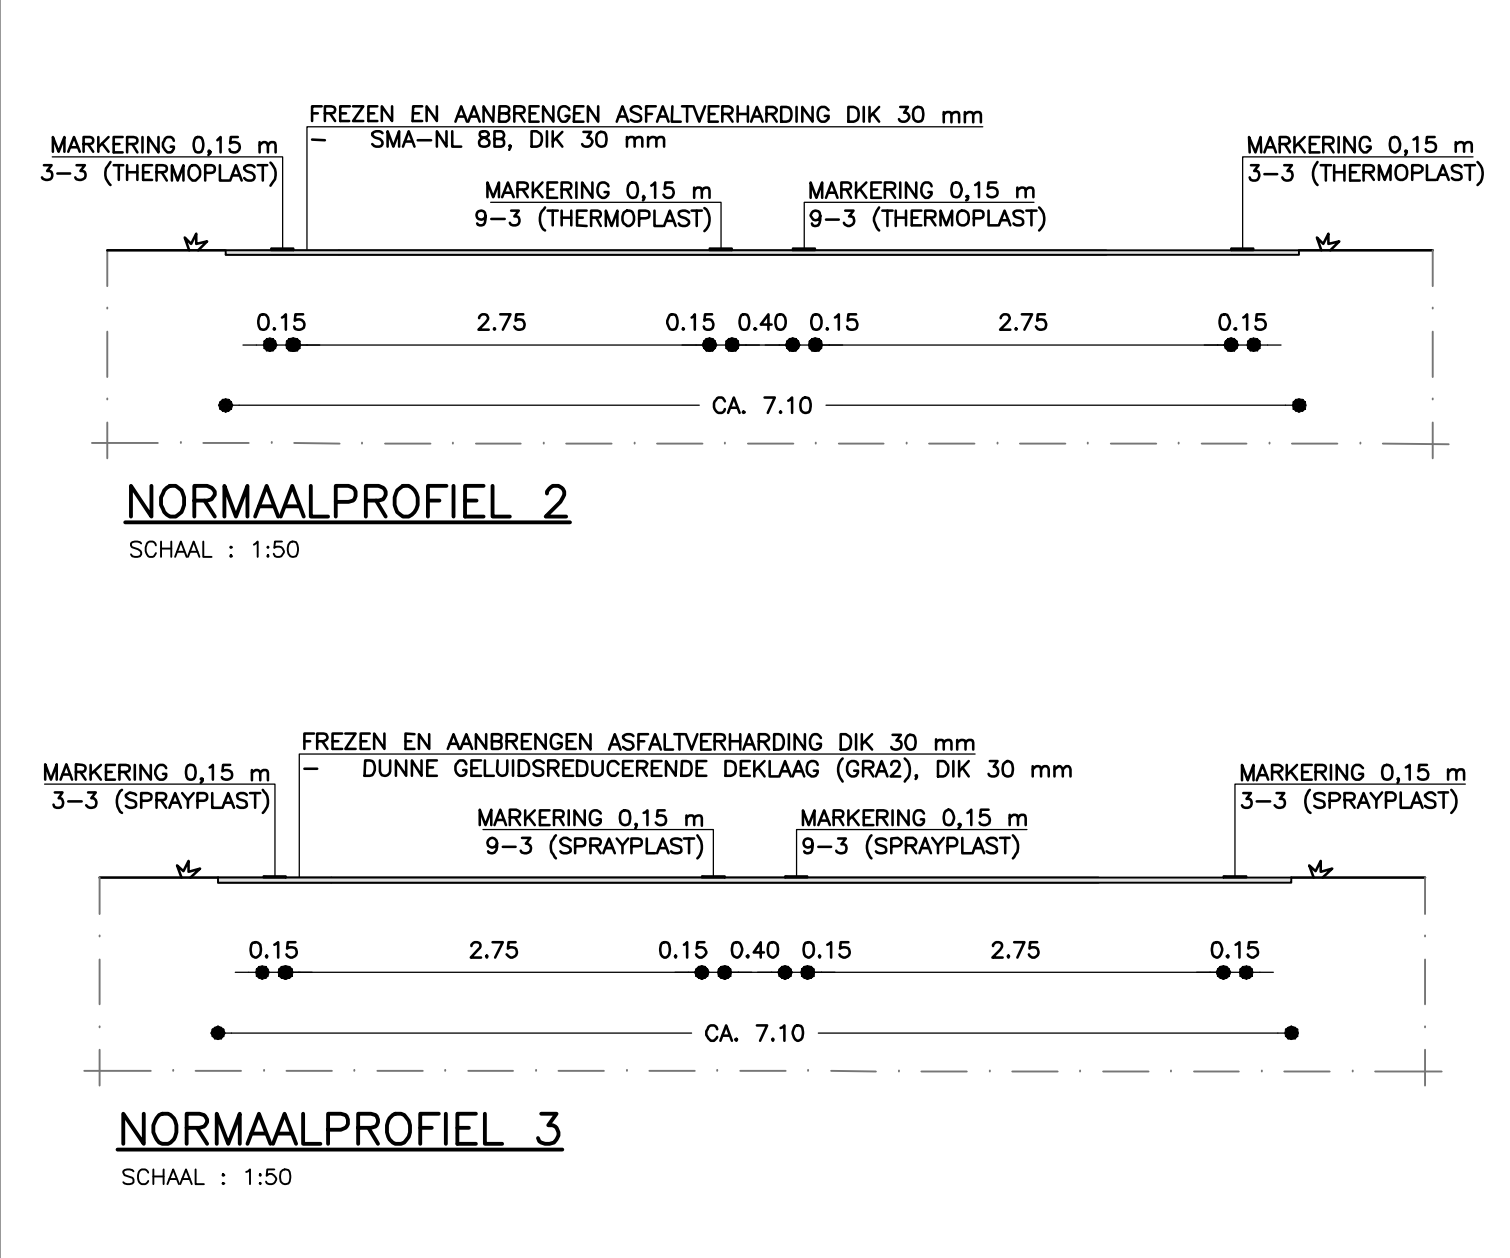 FREZEN EN AANBRENGEN ASFALTVERHARDING DIK 30 mm
- SMA-NL 8B, DIK 30 mm
MARKERING 0,15 m
3-3 (THERMOPLAST)
MARKERING 0,15 m
9-3 (THERMOPLAST)
MARKERING 0,15 m
9-3 (THERMOPLAST)
MARKERING 0,15 m
3-3 (THERMOPLAST)
0.15 2.75 0.15 0.40 0.15 2.75 0.15
CA. 7.10
NORMAALPROFIEL 2
SCHAAL : 1:50
FREZEN EN AANBRENGEN ASFALTVERHARDING DIK 30 mm
- DUNNE GELUIDSREDUCERENDE DEKLAAG (GRA2), DIK 30 mm
MARKERING 0,15 m
3-3 (SPRAYPLAST)
MARKERING 0,15 m
9-3 (SPRAYPLAST)
MARKERING 0,15 m
9-3 (SPRAYPLAST)
MARKERING 0,15 m
3-3 (SPRAYPLAST)
0.15 2.75 0.15 0.40 0.15 2.75 0.15
CA. 7.10
NORMAALPROFIEL 3
SCHAAL : 1:50